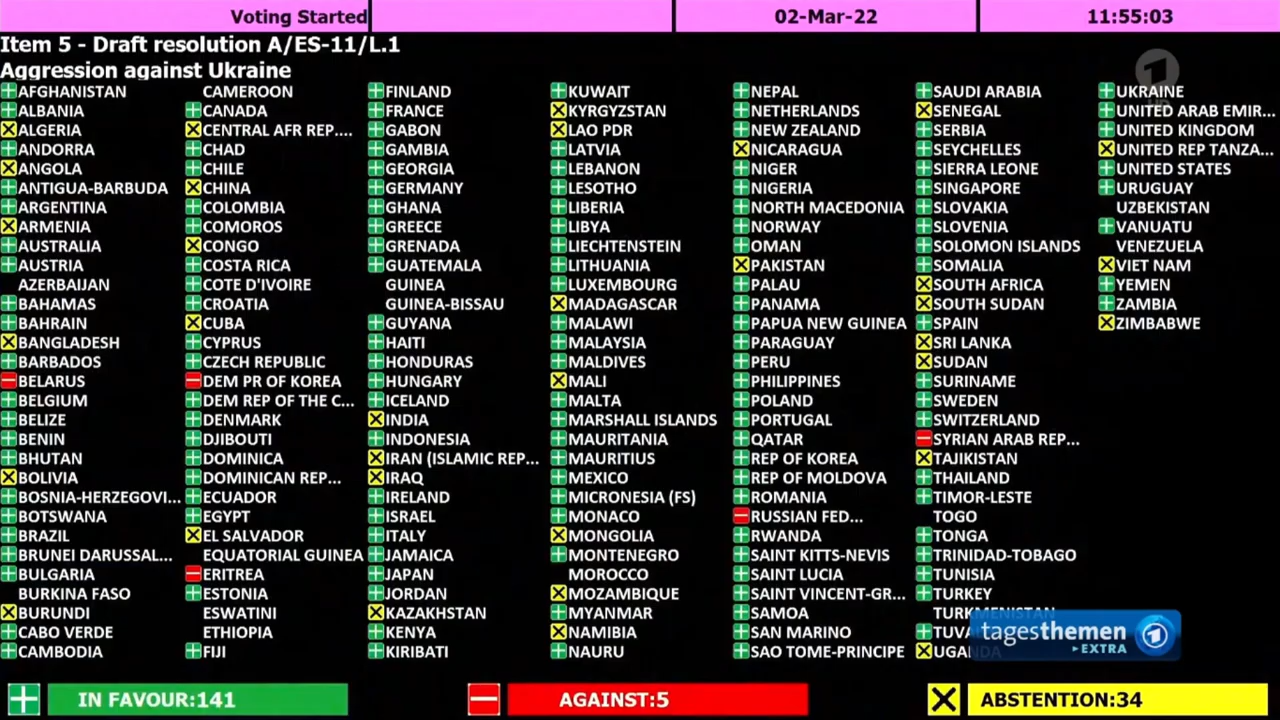 Voting Started 02-Mar-22 11:55:03
Item 5 - Draft resolution A/ES-11/L.1
Aggression against Ukraine
AFGHANISTAN
ALBANIA
ALGERIA
ANDORRA
ANGOLA
ANTIGUA-BARBUDA
ARGENTINA
ARMENIA
AUSTRALIA
AUSTRIA
AZERBAIJAN
BAHAMAS
BAHRAIN
BANGLADESH
BARBADOS
BELARUS
BELGIUM
BELIZE
BENIN
BHUTAN
BOLIVIA
BOSNIA-HERZEGOVI...
BOTSWANA
BRAZIL
BRUNEI DARUSSAL...
BULGARIA
BURKINA FASO
BURUNDI
CABO VERDE
CAMBODIA
CAMEROON
CANADA
CENTRAL AFR REP....
CHAD
CHILE
CHINA
COLOMBIA
COMOROS
CONGO
COSTA RICA
COTE D'IVOIRE
CROATIA
CUBA
CYPRUS
CZECH REPUBLIC
DEM PR OF KOREA
DEM REP OF THE C...
DENMARK
DJIBOUTI
DOMINICA
DOMINICAN REP...
ECUADOR
EGYPT
EL SALVADOR
EQUATORIAL GUINEA
ERITREA
ESTONIA
ESWATINI
ETHIOPIA
FIJI
FINLAND
FRANCE
GABON
GAMBIA
GEORGIA
GERMANY
GHANA
GREECE
GRENADA
GUATEMALA
GUINEA
GUINEA-BISSAU
GUYANA
HAITI
HONDURAS
HUNGARY
ICELAND
INDIA
INDONESIA
IRAN (ISLAMIC REP...
IRAQ
IRELAND
ISRAEL
ITALY
JAMAICA
JAPAN
JORDAN
KAZAKHSTAN
KENYA
KIRIBATI
KUWAIT
KYRGYZSTAN
LAO PDR
LATVIA
LEBANON
LESOTHO
LIBERIA
LIBYA
LIECHTENSTEIN
LITHUANIA
LUXEMBOURG
MADAGASCAR
MALAWI
MALAYSIA
MALDIVES
MALI
MALTA
MARSHALL ISLANDS
MAURITANIA
MAURITIUS
MEXICO
MICRONESIA (FS)
MONACO
MONGOLIA
MONTENEGRO
MOROCCO
MOZAMBIQUE
MYANMAR
NAMIBIA
NAURU
NEPAL
NETHERLANDS
NEW ZEALAND
NICARAGUA
NIGER
NIGERIA
NORTH MACEDONIA
NORWAY
OMAN
PAKISTAN
PALAU
PANAMA
PAPUA NEW GUINEA
PARAGUAY
PERU
PHILIPPINES
POLAND
PORTUGAL
QATAR
REP OF KOREA
REP OF MOLDOVA
ROMANIA
RUSSIAN FED...
RWANDA
SAINT KITTS-NEVIS
SAINT LUCIA
SAINT VINCENT-GR...
SAMOA
SAN MARINO
SAO TOME-PRINCIPE
SAUDI ARABIA
SENEGAL
SERBIA
SEYCHELLES
SIERRA LEONE
SINGAPORE
SLOVAKIA
SLOVENIA
SOLOMON ISLANDS
SOMALIA
SOUTH AFRICA
SOUTH SUDAN
SPAIN
SRI LANKA
SUDAN
SURINAME
SWEDEN
SWITZERLAND
SYRIAN ARAB REP...
TAJIKISTAN
THAILAND
TIMOR-LESTE
TOGO
TONGA
TRINIDAD-TOBAGO
TUNISIA
TURKEY
TURKMENISTAN
UGANDA
UKRAINE
UNITED ARAB EMIR...
UNITED KINGDOM
UNITED REP TANZA...
UNITED STATES
URUGUAY
UZBEKISTAN
VANUATU
VENEZUELA
VIET NAM
YEMEN
ZAMBIA
ZIMBABWE
1
HD
tagesthemen 1
EXTRA
IN FAVOUR:141 AGAINST:5 ABSTENTION:34